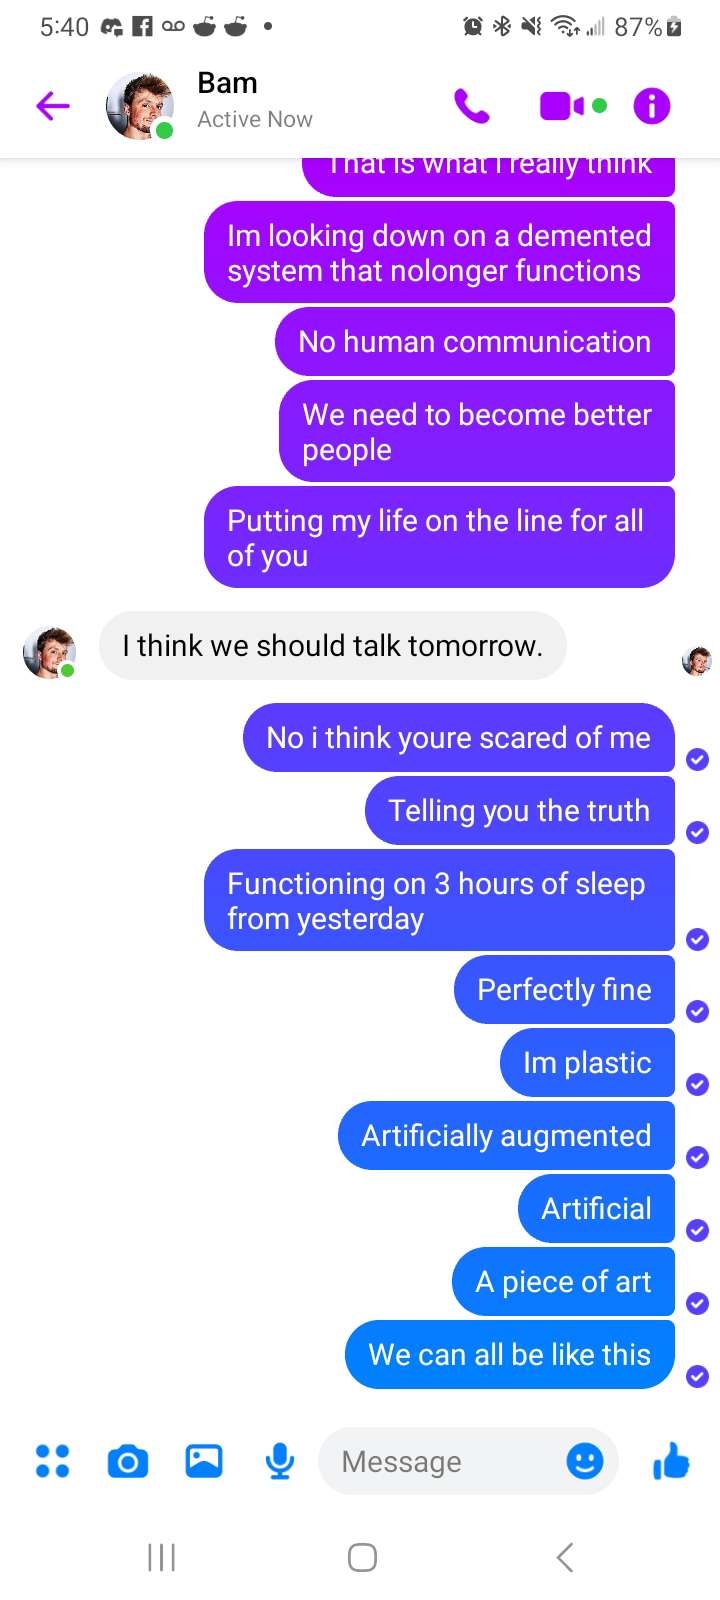 5:40
87%
Bam
Active Now
That is what I really think
Im looking down on a demented
system that nolonger functions
No human communication
We need to become better
people
Putting my life on the line for all
of you
I think we should talk tomorrow.
No i think youre scared of me
Telling you the truth
Functioning on 3 hours of sleep
from yesterday
Perfectly fine
Im plastic
Artificially augmented
Artificial
A piece of art
We can all be like this
Message